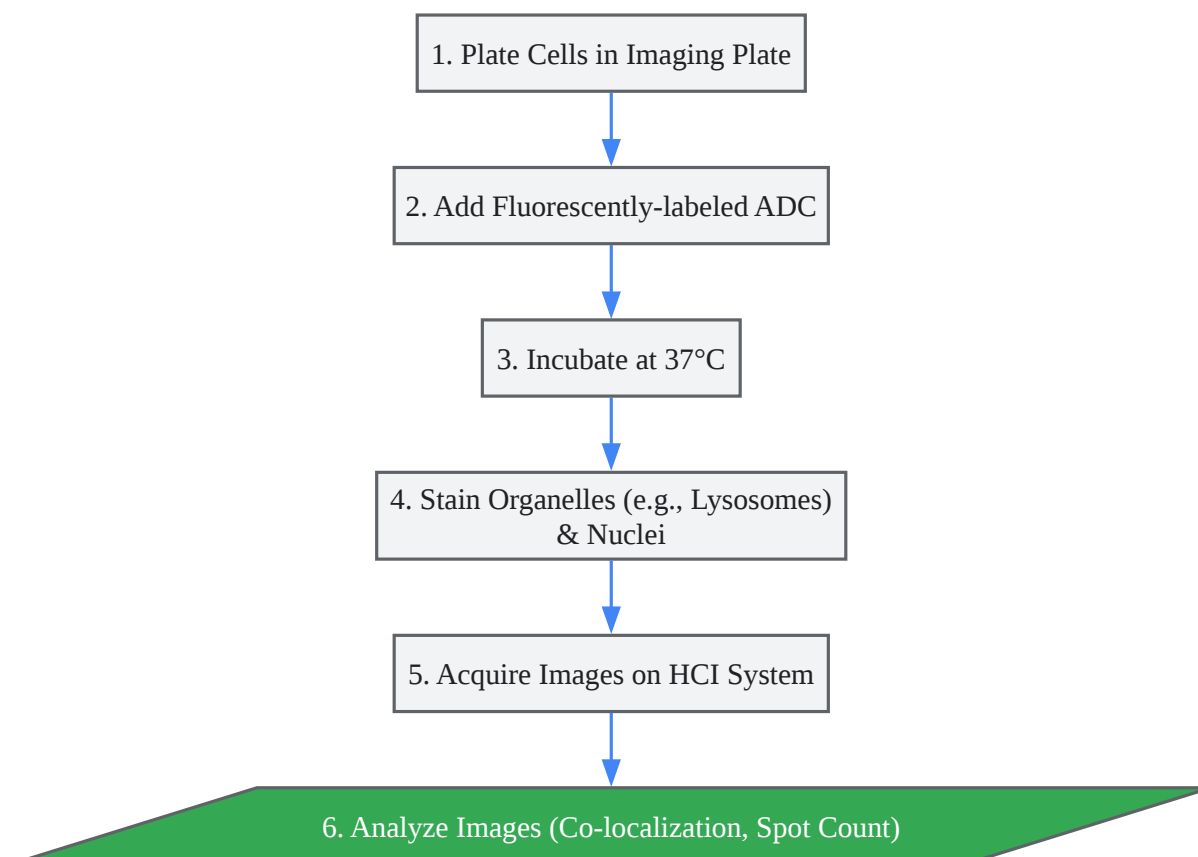 1. Plate Cells in Imaging Plate
2. Add Fluorescently-labeled ADC
3. Incubate at 37°C
4. Stain Organelles (e.g., Lysosomes)
& Nuclei
5. Acquire Images on HCI System
6. Analyze Images (Co-localization, Spot Count)